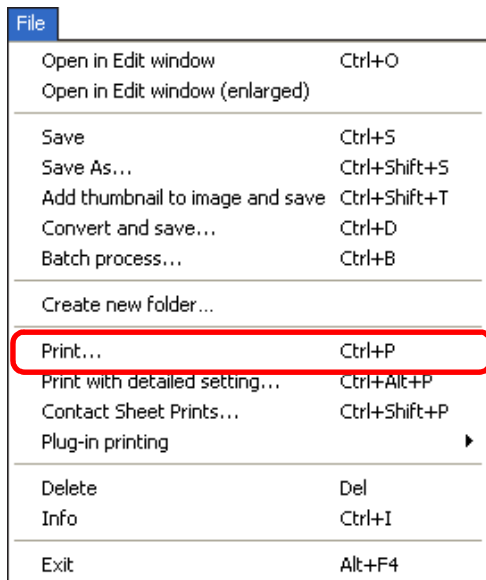 File
Open in Edit window Ctrl+O
Open in Edit window (enlarged)
Save Ctrl+S
Save As... Ctrl+Shift+S
Add thumbnail to image and save Ctrl+Shift+T
Convert and save... Ctrl+D
Batch process... Ctrl+B
Create new folder...
Print... Ctrl+P
Print with detailed setting... Ctrl+Alt+P
Contact Sheet Prints... Ctrl+Shift+P
Plug-in printing
Delete Del
Info Ctrl+I
Exit Alt+F4